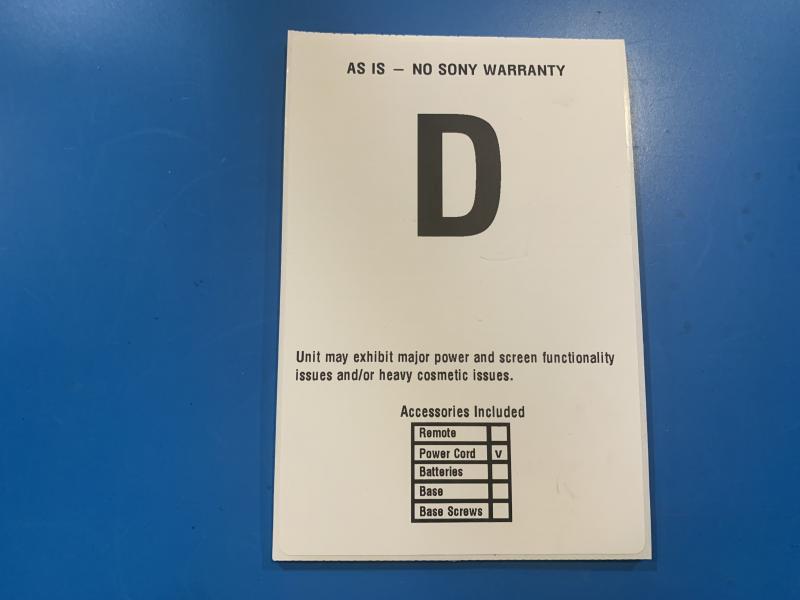 AS IS – NO SONY WARRANTY
D
Unit may exhibit major power and screen functionality
issues and/or heavy cosmetic issues.
Accessories Included
Remote
Power Cord v
Batteries
Base
Base Screws